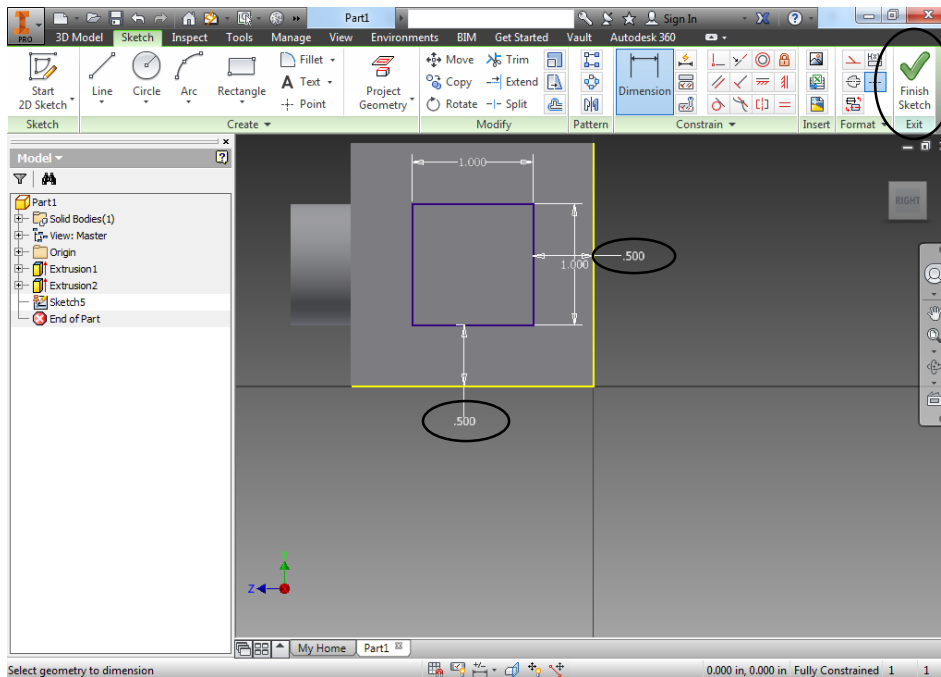 PRO
Part1
Sign In
3D Model Sketch Inspect Tools Manage View Environments BIM Get Started Vault Autodesk 360
Start
2D Sketch
Line
Circle
Arc
Rectangle
Fillet
Text
Point
Project
Geometry
Move
Copy
Rotate
Trim
Extend
Split
Dimension
Finish
Sketch
Sketch Create Modify Pattern Constrain Insert Format Exit
Model
Part1
Solid Bodies(1)
View: Master
Origin
Extrusion1
Extrusion2
Sketch5
End of Part
1.000
1.000
.500
.500
RIGHT
Y
Z
My Home Part1
Select geometry to dimension
0.000 in, 0.000 in Fully Constrained 1 1